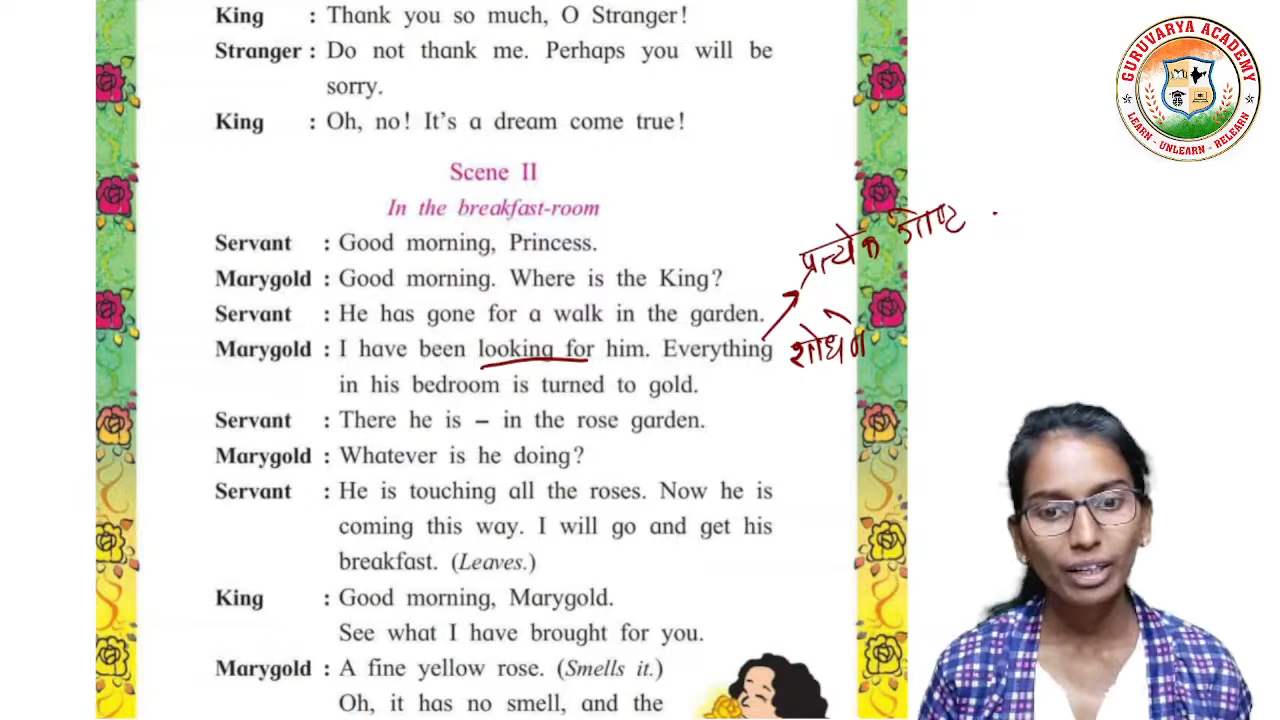 King : Thank you so much, O Stranger!
Stranger : Do not thank me. Perhaps you will be
sorry.
King : Oh, no! It's a dream come true!
Scene II
In the breakfast-room
Servant : Good morning, Princess.
Marygold : Good morning. Where is the King?
Servant : He has gone for a walk in the garden.
Marygold : I have been looking for him. Everything
in his bedroom is turned to gold.
Servant : There he is – in the rose garden.
Marygold : Whatever is he doing?
Servant : He is touching all the roses. Now he is
coming this way. I will go and get his
breakfast. (Leaves.)
King : Good morning, Marygold.
See what I have brought for you.
Marygold : A fine yellow rose. (Smells it.)
Oh, it has no smell, and the
प्रत्येक
शोधणे
GURUVARYA ACADEMY
LEARN - UNLEARN - RELEARN